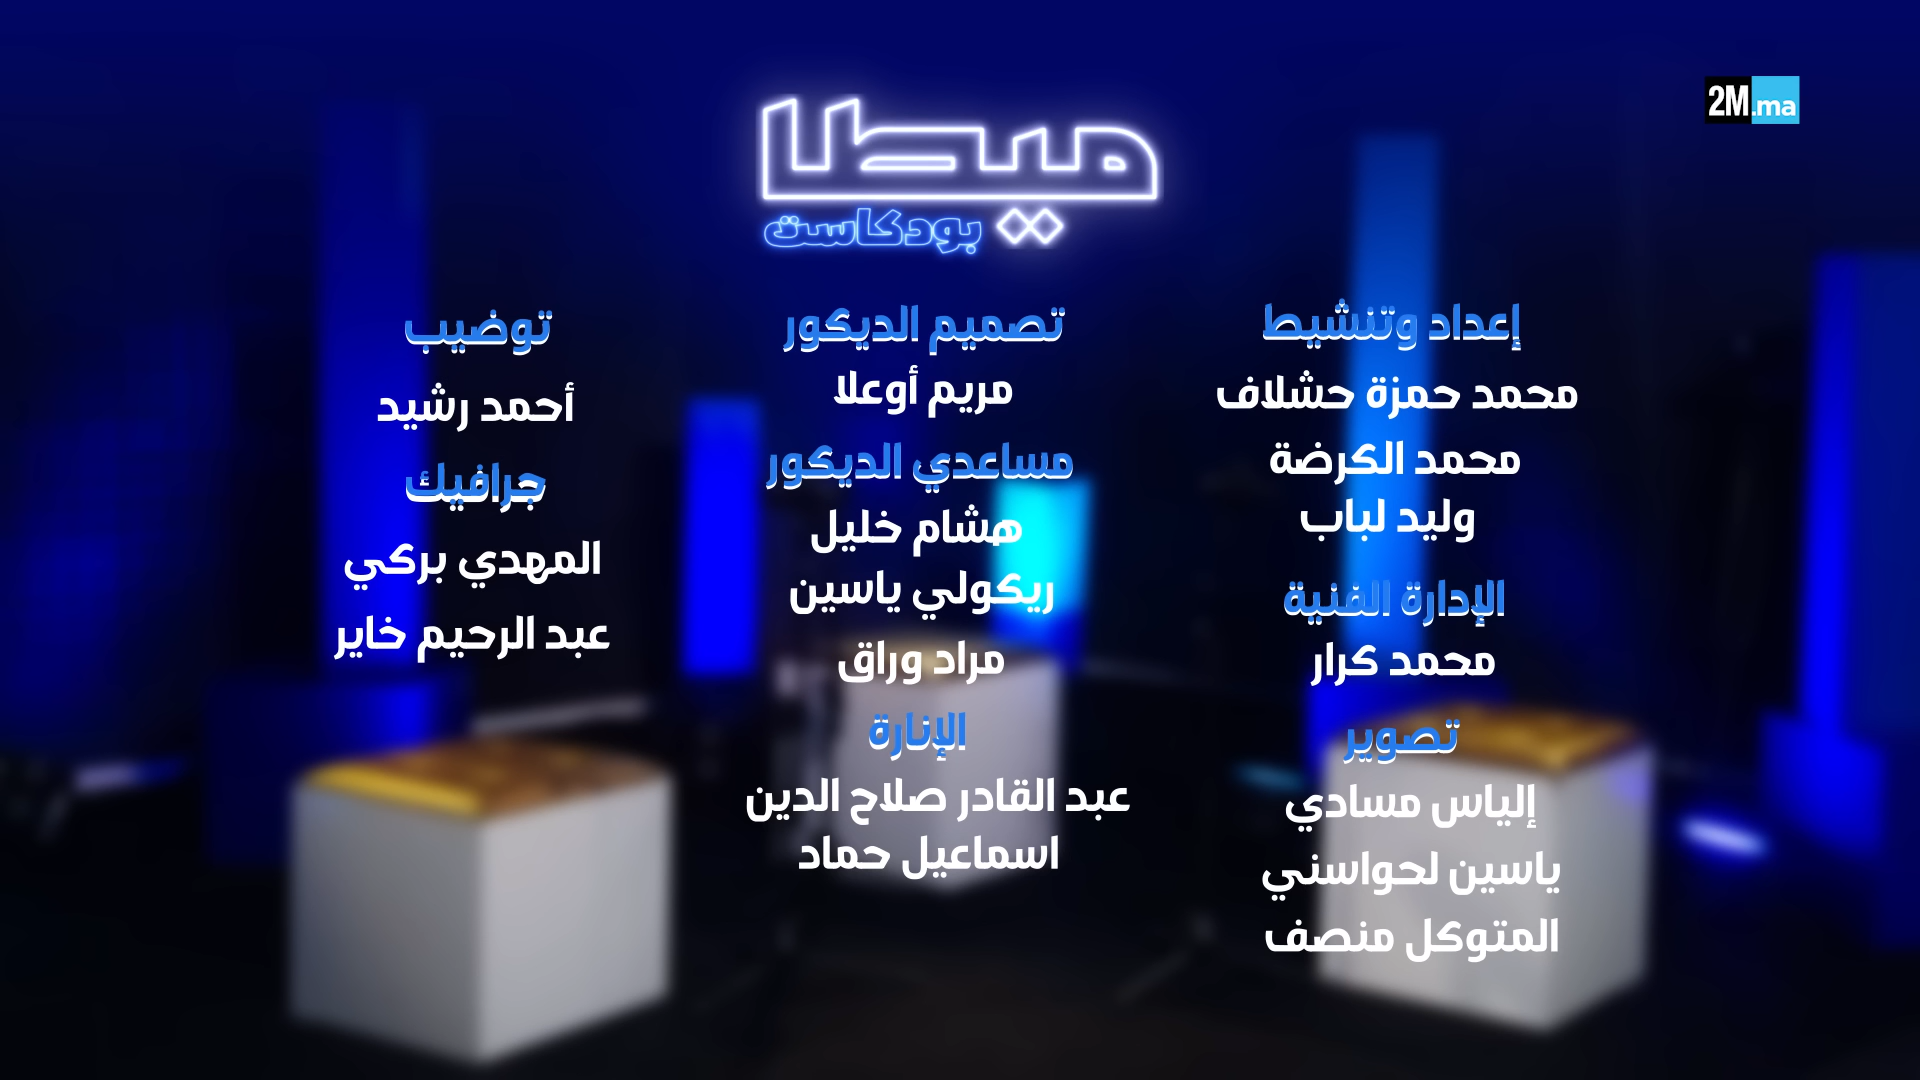 2M.ma
ميطا
بودكاست
إعداد وتنشيط
محمد حمزة حشلاف
محمد الكرضة
وليد لباب
الإدارة الفنية
محمد كرار
تصوير
إلياس مسادي
ياسين لحواسني
المتوكل منصف
تصميم الديكور
مريم أوعلا
مساعدي الديكور
هشام خليل
ريكولي ياسين
مراد وراق
الإنارة
عبد القادر صلاح الدين
اسماعيل حماد
توضيب
أحمد رشيد
جرافيك
المهدي بركي
عبد الرحيم خاير